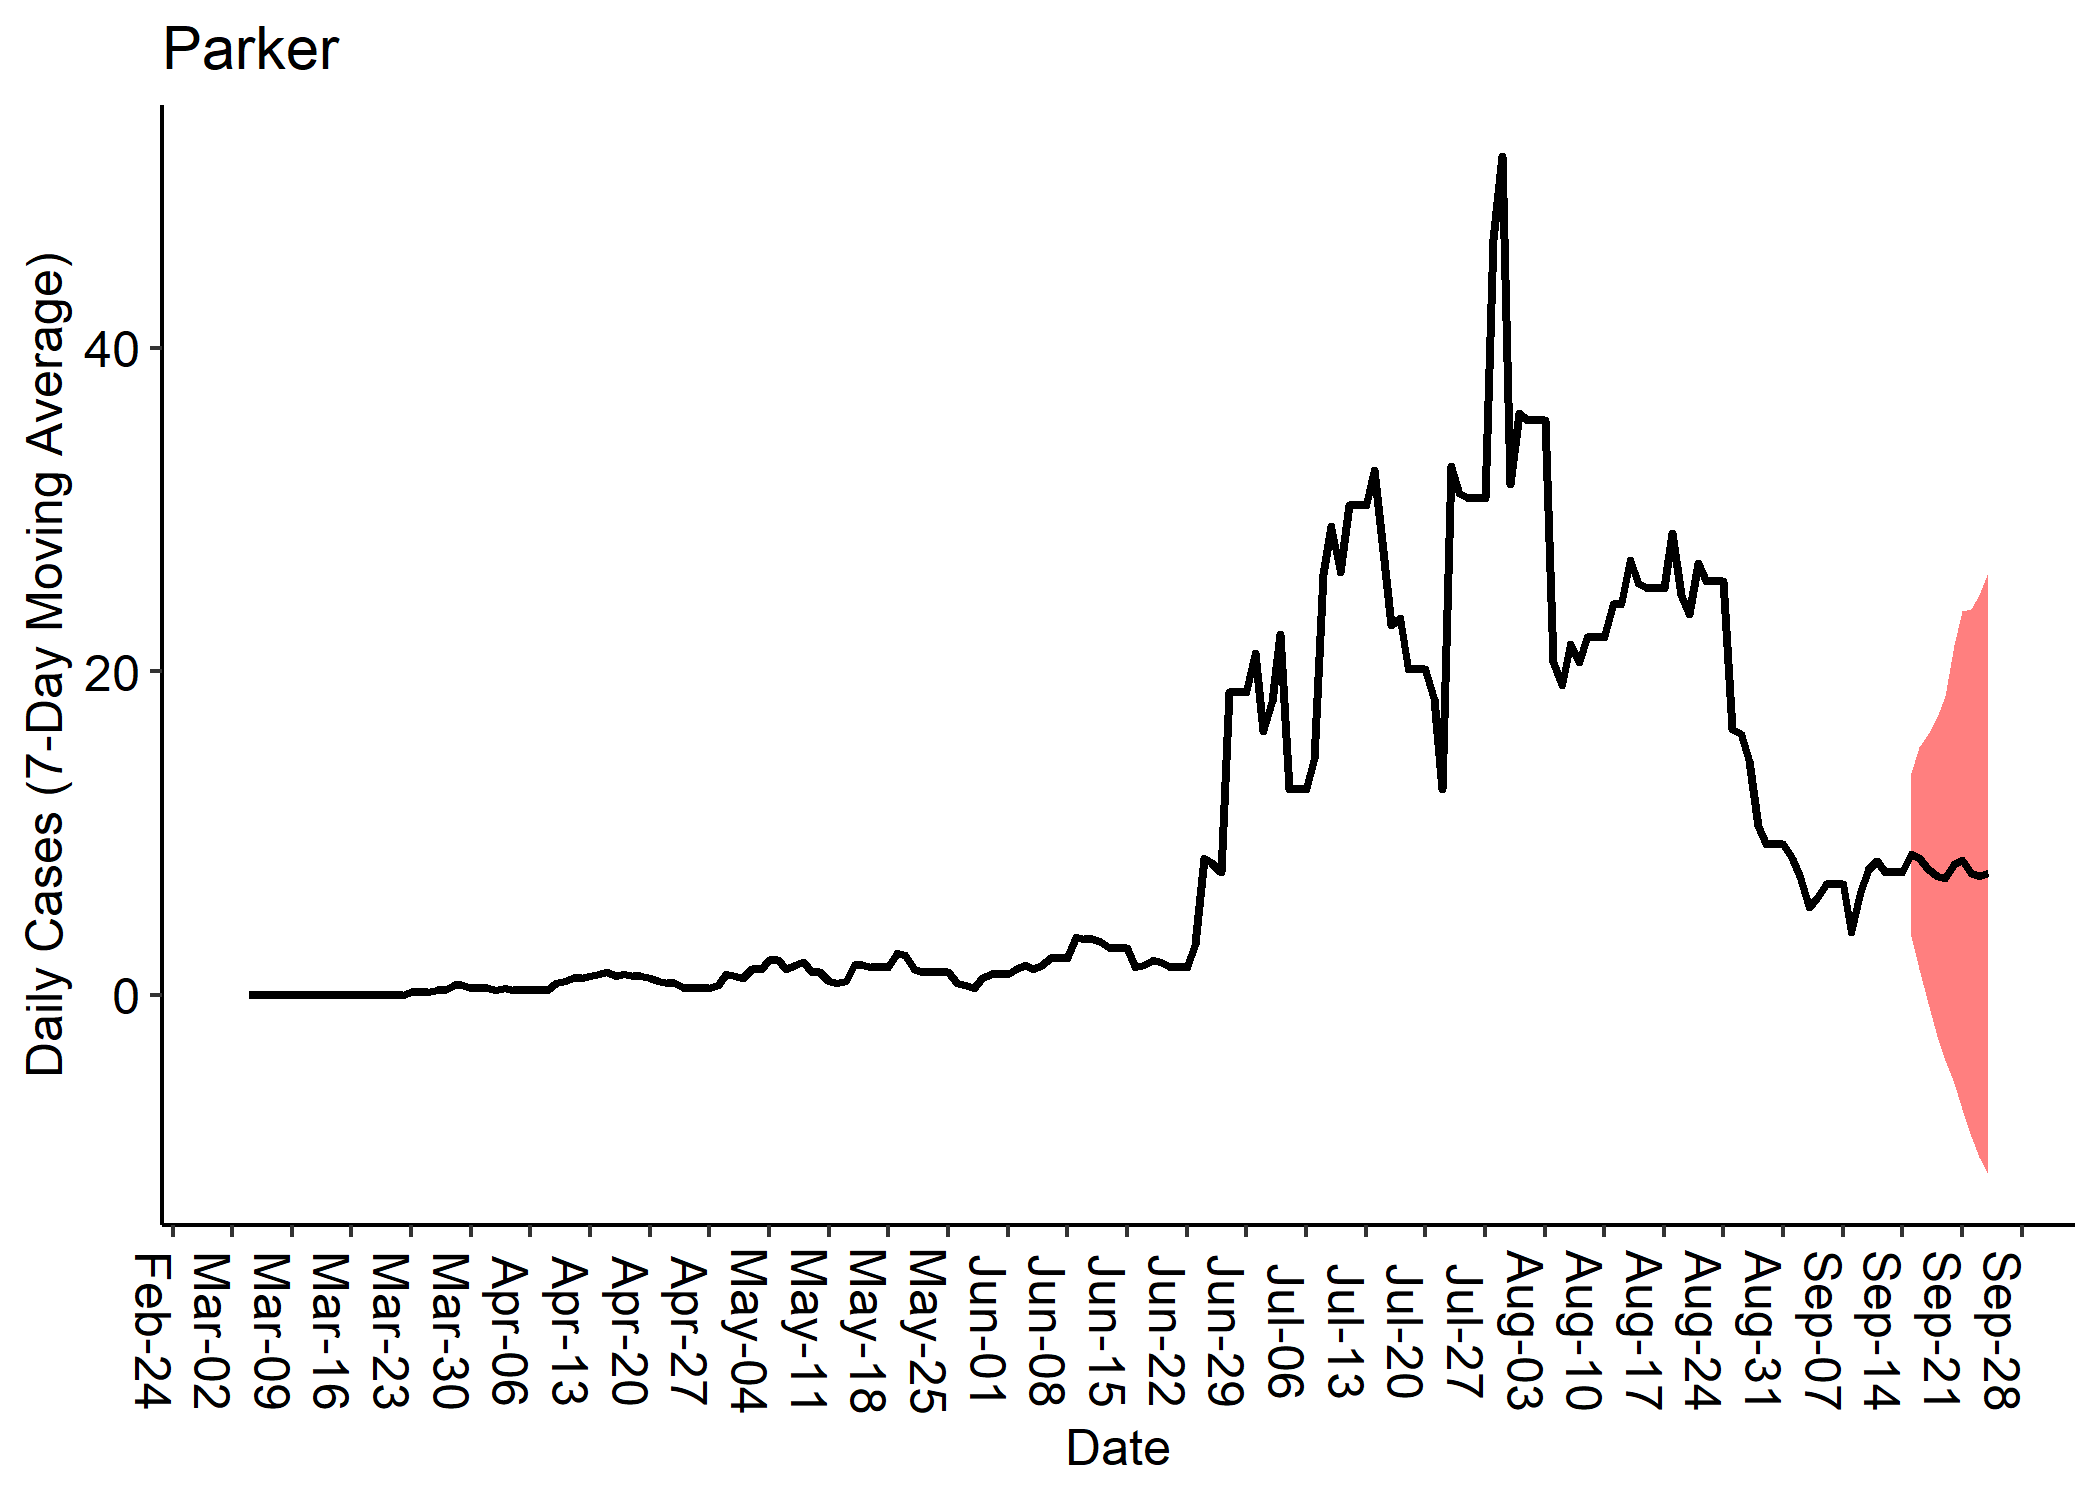 Parker
Daily Cases (7-Day Moving Average)
40
20
0
Feb-24
Mar-02
Mar-09
Mar-16
Mar-23
Mar-30
Apr-06
Apr-13
Apr-20
Apr-27
May-04
May-11
May-18
May-25
Jun-01
Jun-08
Jun-15
Jun-22
Jun-29
Jul-06
Jul-13
Jul-20
Jul-27
Aug-03
Aug-10
Aug-17
Aug-24
Aug-31
Sep-07
Sep-14
Sep-21
Sep-28
Date